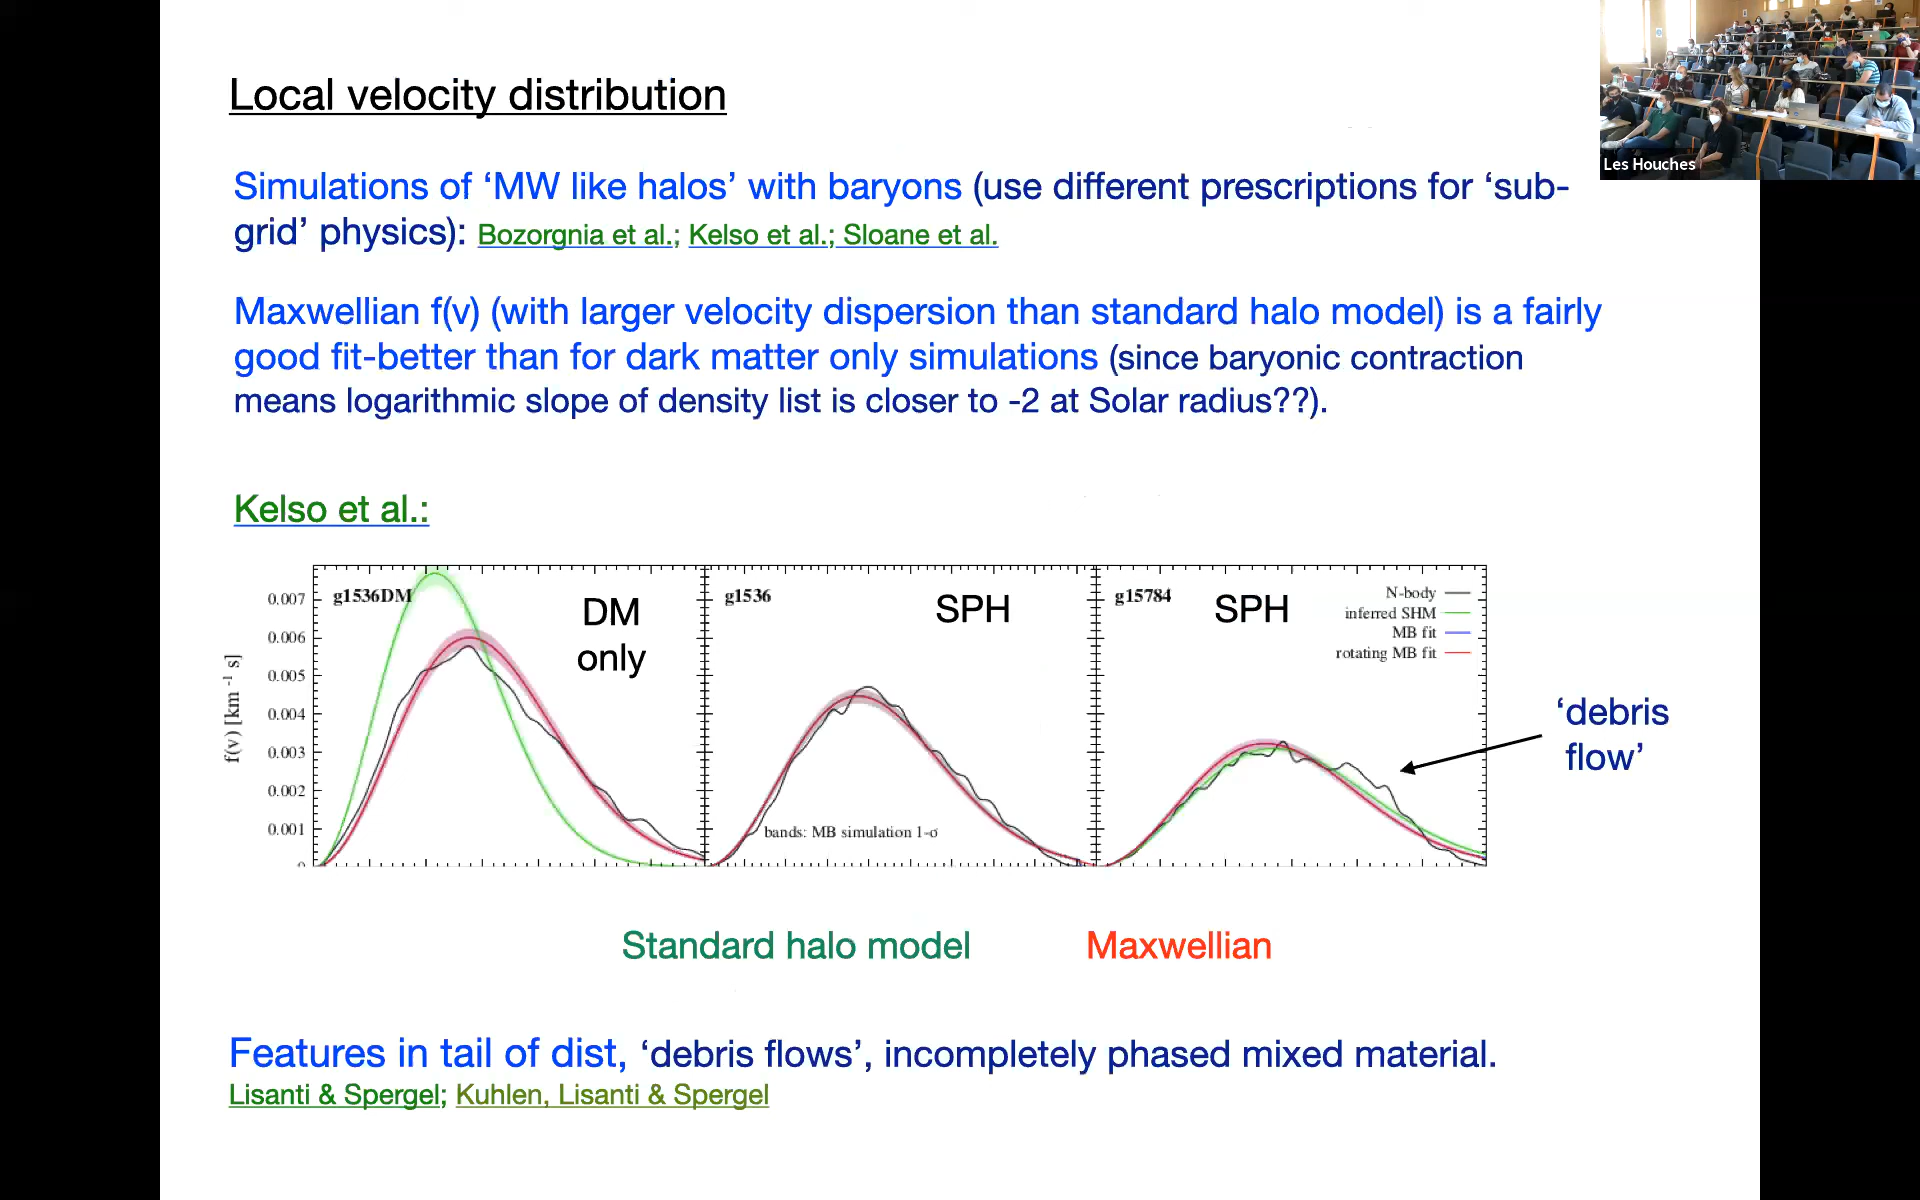 Local velocity distribution
Les Houches
Simulations of ‘MW like halos’ with baryons (use different prescriptions for ‘sub-
grid’ physics): Bozorgnia et al.; Kelso et al.; Sloane et al.
Maxwellian f(v) (with larger velocity dispersion than standard halo model) is a fairly
good fit-better than for dark matter only simulations (since baryonic contraction
means logarithmic slope of density list is closer to -2 at Solar radius??).
Kelso et al.:
f(v) [km⁻¹ s]
0.007
0.006
0.005
0.004
0.003
0.002
0.001
g1536DM
DM
only
g1536
SPH
bands: MB simulation 1-σ
g15784
SPH
N-body
inferred SHM
MB fit
rotating MB fit
‘debris
flow’
Standard halo model
Maxwellian
Features in tail of dist, ‘debris flows’, incompletely phased mixed material.
Lisanti & Spergel; Kuhlen, Lisanti & Spergel